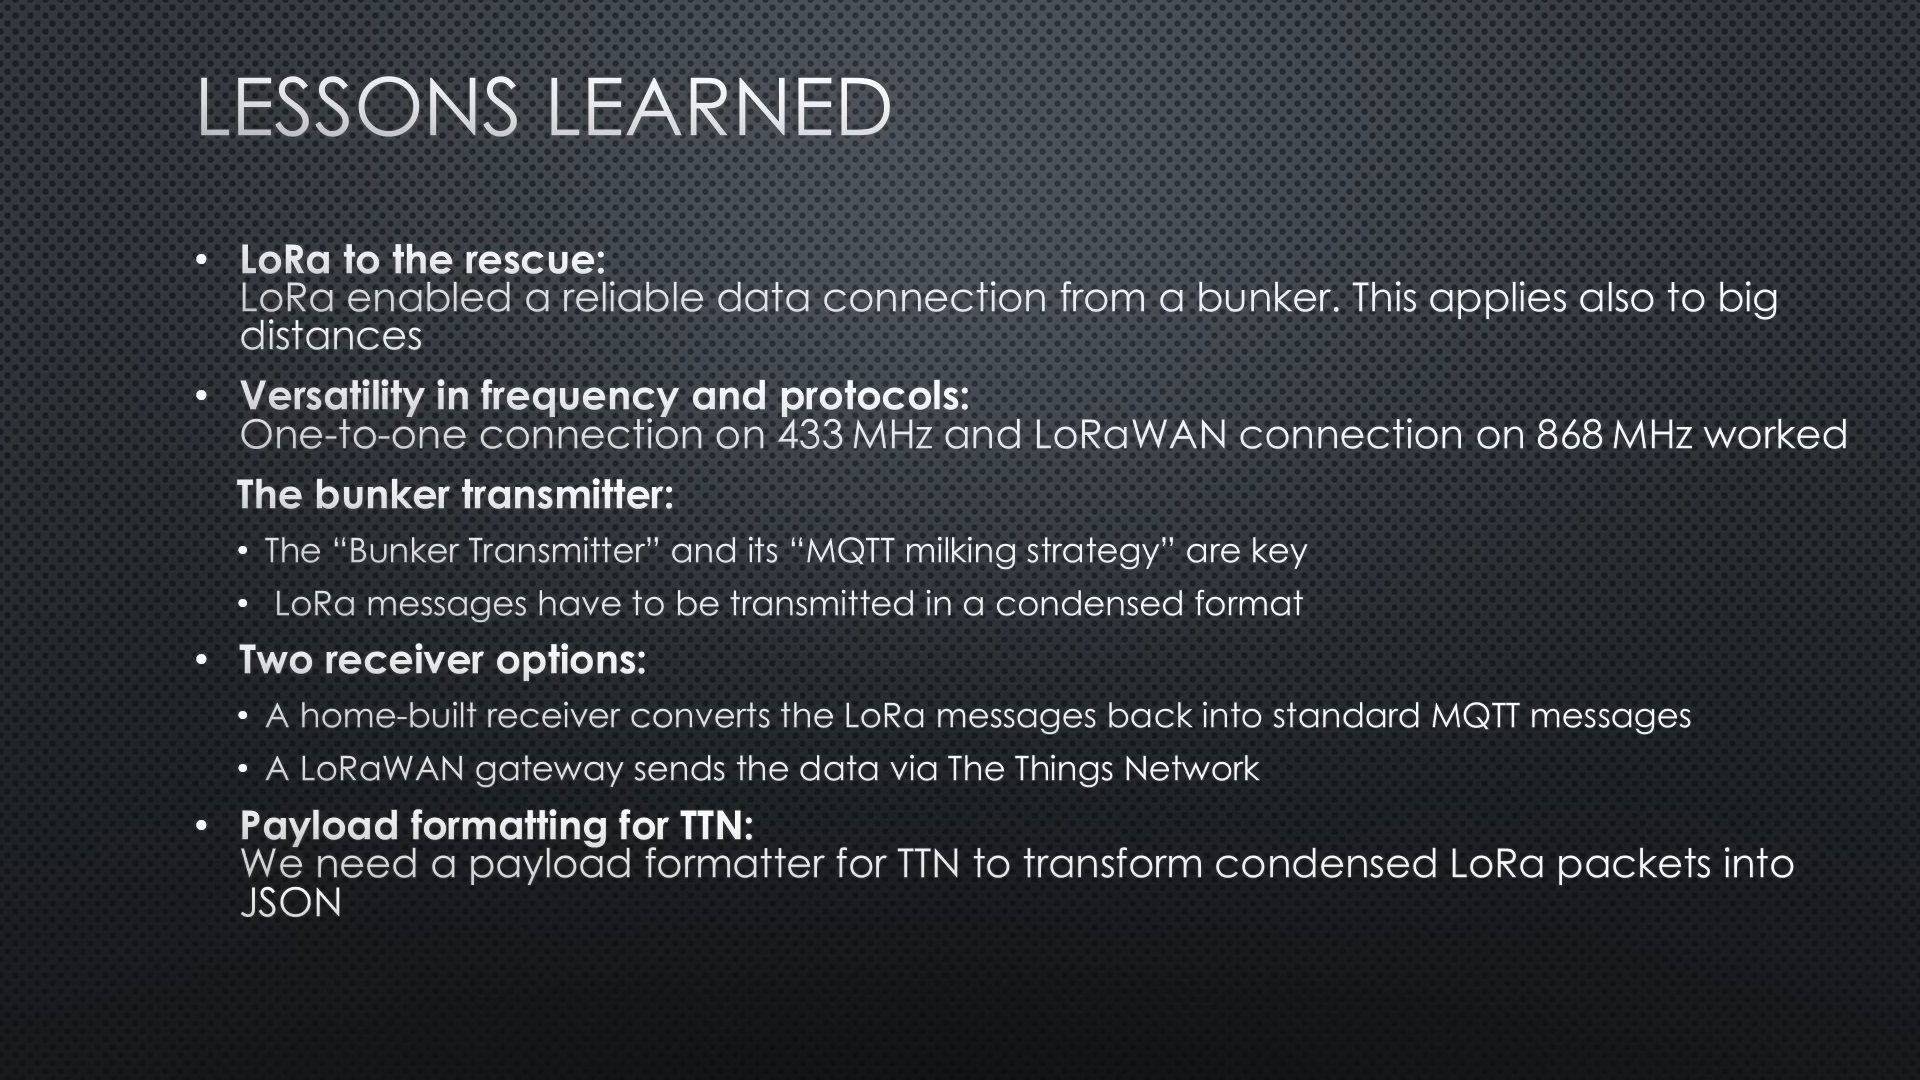 LESSONS LEARNED
• LoRa to the rescue:
LoRa enabled a reliable data connection from a bunker. This applies also to big
distances
• Versatility in frequency and protocols:
One-to-one connection on 433 MHz and LoRaWAN connection on 868 MHz worked
The bunker transmitter:
• The “Bunker Transmitter” and its “MQTT milking strategy” are key
• LoRa messages have to be transmitted in a condensed format
• Two receiver options:
• A home-built receiver converts the LoRa messages back into standard MQTT messages
• A LoRaWAN gateway sends the data via The Things Network
• Payload formatting for TTN:
We need a payload formatter for TTN to transform condensed LoRa packets into
JSON